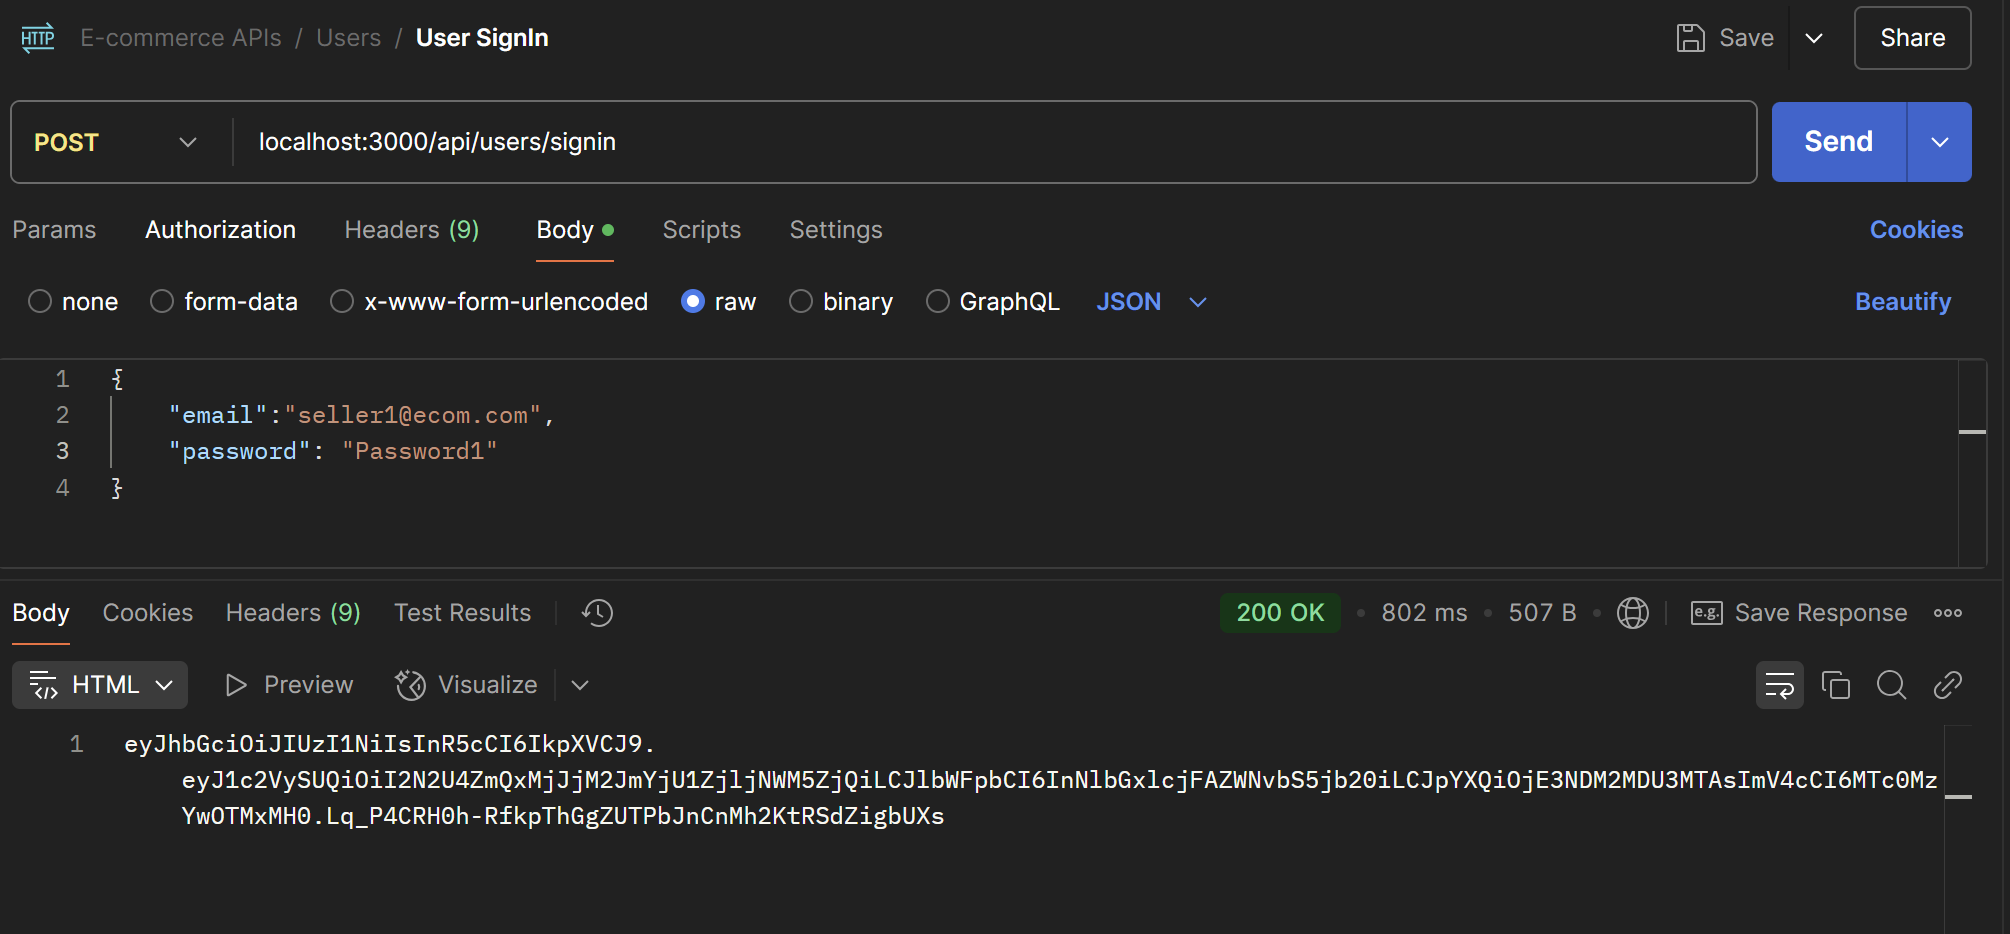 HTTP E-commerce APIs / Users / User SignIn Save Share
POST localhost:3000/api/users/signin Send
Params Authorization Headers (9) Body Scripts Settings Cookies
none form-data x-www-form-urlencoded raw binary GraphQL JSON Beautify
1 {
2 "email":"seller1@ecom.com",
3 "password": "Password1"
4 }
Body Cookies Headers (9) Test Results 200 OK • 802 ms • 507 B • e.g. Save Response
HTML Preview Visualize
1 eyJhbGciOiJIUzI1NiIsInR5cCI6IkpXVCJ9.
eyJ1c2VySUQiOiI2N2U4ZmQxMjJjM2JmYjU1ZjljNWM5ZjQiLCJlbWFpbCI6InNlbGxlcjFAZWNvbS5jb20iLCJpYXQiOjE3NDM2MDU3MTAsImV4cCI6MTc0Mz
YwOTMxMH0.Lq_P4CRH0h-RfkpThGgZUTPbJnCnMh2KtRSdZigbUXs